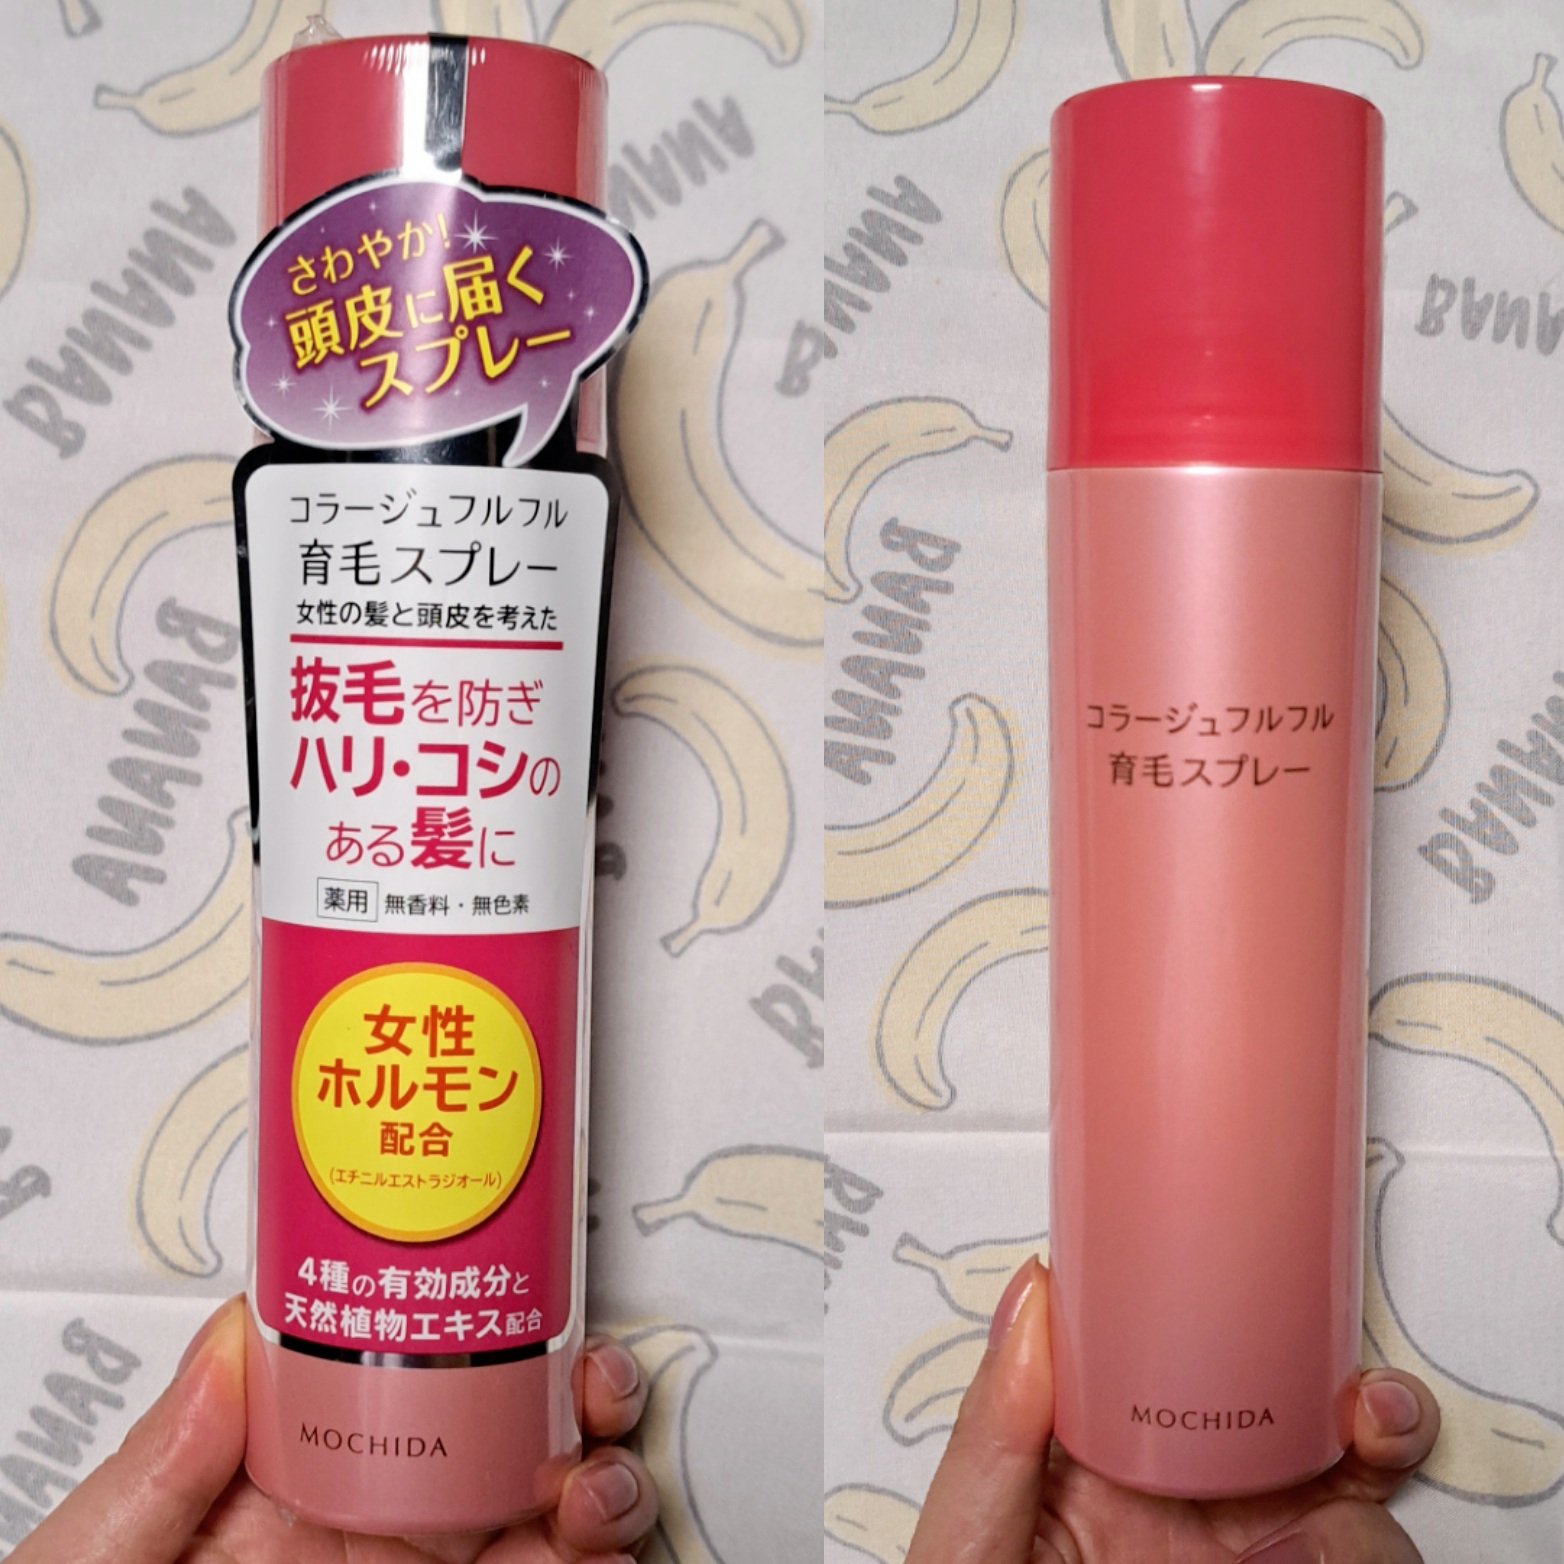 さわやか!
頭皮に届く
スプレー
コラージュフルフル
育毛スプレー
女性の髪と頭皮を考えた
抜毛を防ぎ
ハリ・コシの
ある髪に
薬用 無香料・無色素
女性
ホルモン
配合
(エチニルエストラジオール)
4種の有効成分と
天然植物エキス配合
MOCHIDA
コラージュフルフル
育毛スプレー
MOCHIDA
BANANA
BANANA
BANANA
BANANA
BANANA